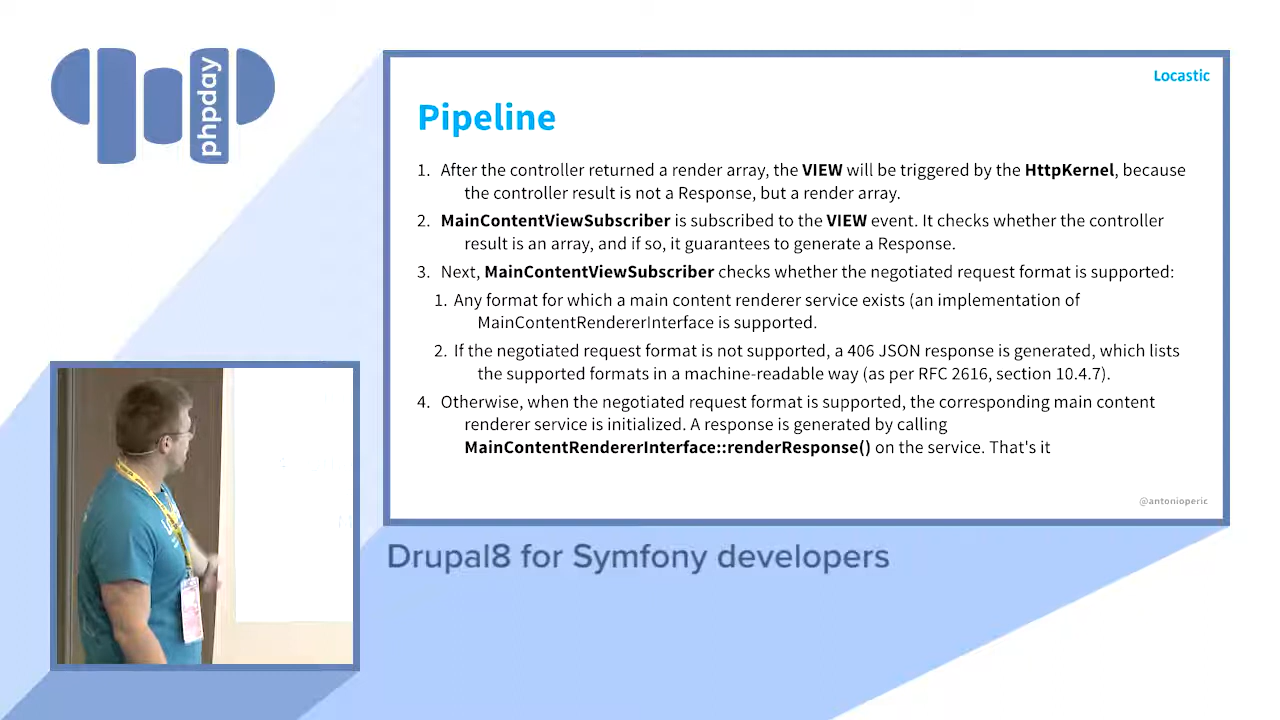 phpday
Locastic
Pipeline
1. After the controller returned a render array, the VIEW will be triggered by the HttpKernel, because
the controller result is not a Response, but a render array.
2. MainContentViewSubscriber is subscribed to the VIEW event. It checks whether the controller
result is an array, and if so, it guarantees to generate a Response.
3. Next, MainContentViewSubscriber checks whether the negotiated request format is supported:
1. Any format for which a main content renderer service exists (an implementation of
MainContentRendererInterface is supported.
2. If the negotiated request format is not supported, a 406 JSON response is generated, which lists
the supported formats in a machine-readable way (as per RFC 2616, section 10.4.7).
4. Otherwise, when the negotiated request format is supported, the corresponding main content
renderer service is initialized. A response is generated by calling
MainContentRendererInterface::renderResponse() on the service. That's it
@antonioperic
Drupal8 for Symfony developers